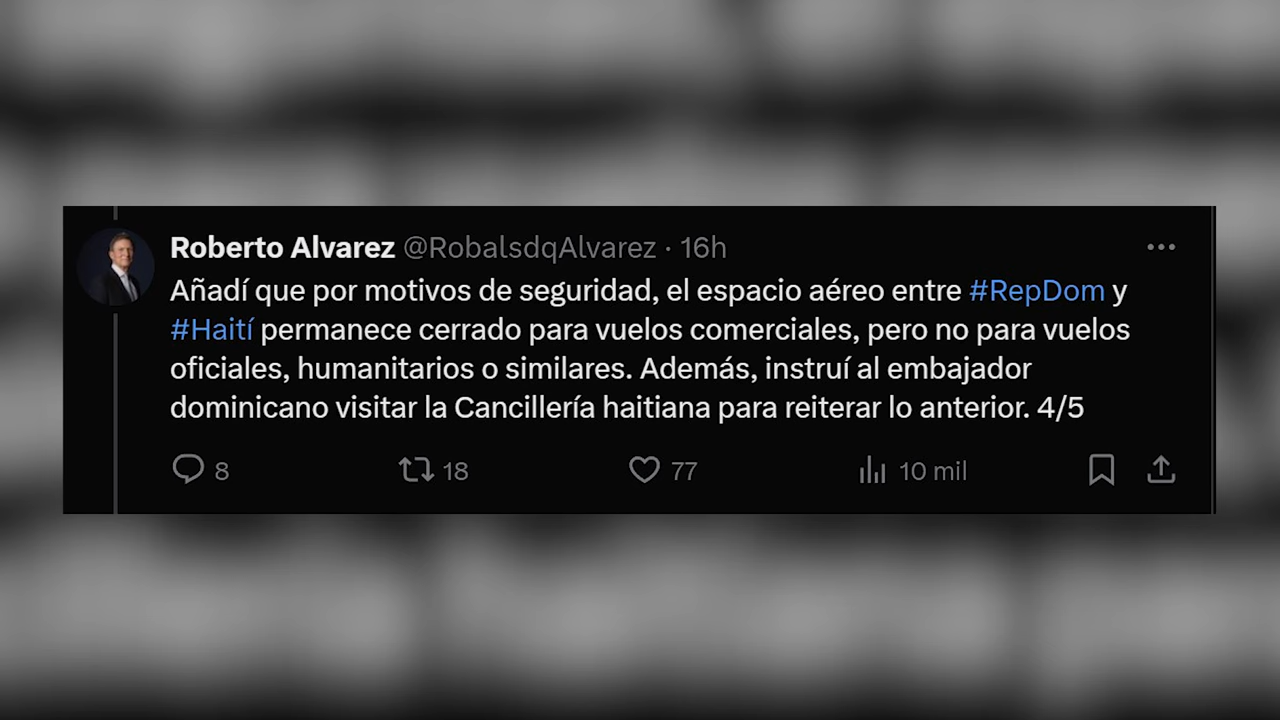 Roberto Alvarez @RobalsdqAlvarez · 16h
Añadí que por motivos de seguridad, el espacio aéreo entre #RepDom y
#Haití permanece cerrado para vuelos comerciales, pero no para vuelos
oficiales, humanitarios o similares. Además, instruí al embajador
dominicano visitar la Cancillería haitiana para reiterar lo anterior. 4/5
8 18 77 10 mil